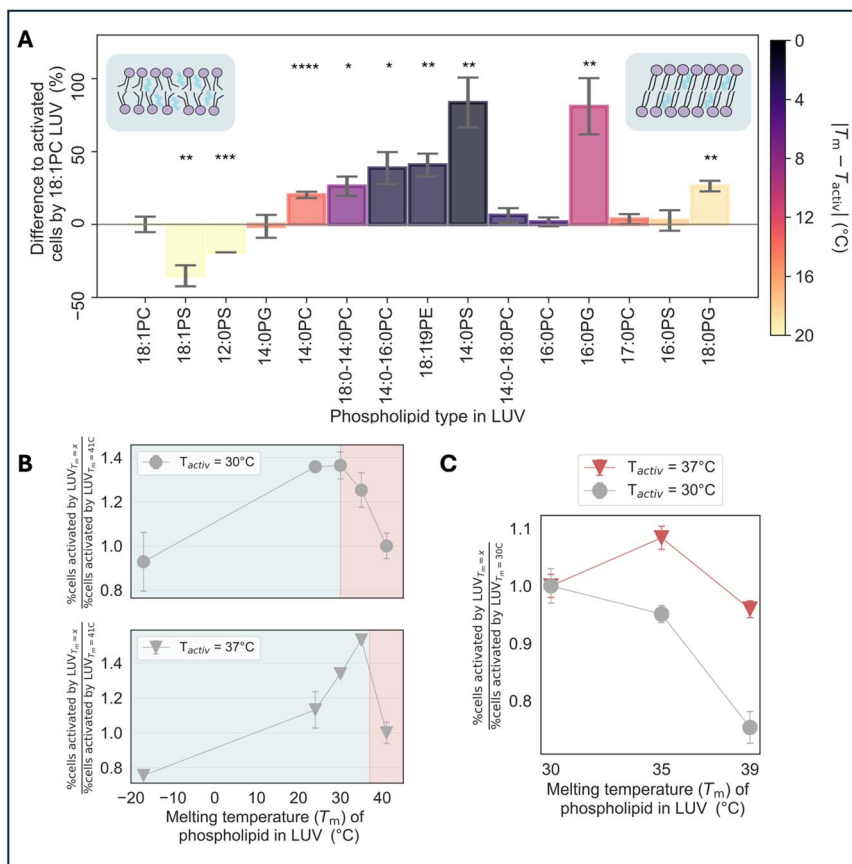 A
Difference to activated
cells by 18:1PC LUV (%)
100
50
0
−50
**
***
****
*
*
**
**
**
**
18:1PC
18:1PS
12:0PS
14:0PG
14:0PC
18:0-14:0PC
14:0-16:0PC
18:1t9PE
14:0PS
14:0-18:0PC
16:0PC
16:0PG
17:0PC
16:0PS
18:0PG
Phospholipid type in LUV
0
4
8
12
16
20
|Tm − Tactiv| (°C)
B
%cells activated by LUVTm = x
%cells activated by LUVTm = 41C
1.4
1.2
1.0
0.8
Tactiv = 30°C
%cells activated by LUVTm = x
%cells activated by LUVTm = 41C
1.4
1.2
1.0
0.8
Tactiv = 37°C
−20 −10 0 10 20 30 40
Melting temperature (Tm) of
phospholipid in LUV (°C)
C
Tactiv = 37°C
Tactiv = 30°C
%cells activated by LUVTm = x
%cells activated by LUVTm = 30C
1.1
1.0
0.9
0.8
30 35 39
Melting temperature (Tm) of
phospholipid in LUV (°C)